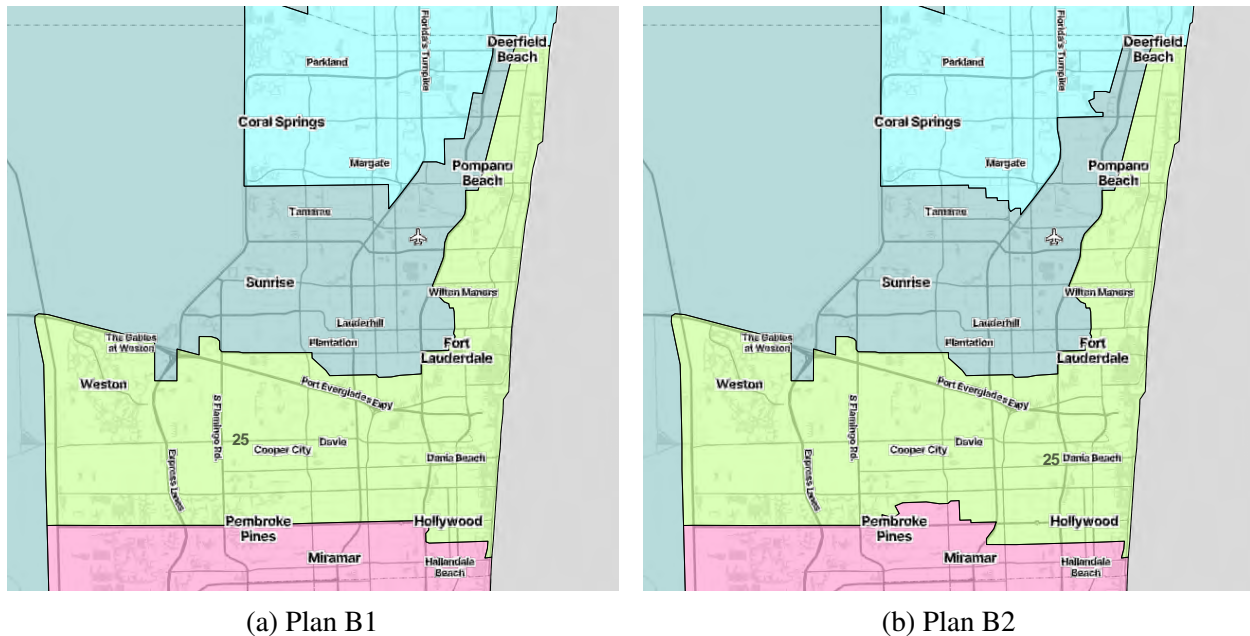 Deerfield
Beach
Florida's Turnpike
Parkland
Coral Springs
Margate
Pompano
Beach
Tamarac
Sunrise
Wilton Manors
Lauderhill
Plantation
The Gables
at Weston
Fort
Lauderdale
Weston
Port Everglades Expy
S Flamingo Rd.
25
Cooper City
Davie
Dania Beach
Express Lanes
Pembroke
Pines
Hollywood
Miramar
Hallandale
Beach
(a) Plan B1
Deerfield
Beach
Florida's Turnpike
Parkland
Coral Springs
Margate
Pompano
Beach
Tamarac
Sunrise
Wilton Manors
Lauderhill
Plantation
The Gables
at Weston
Fort
Lauderdale
Weston
Port Everglades Expy
S Flamingo Rd.
Cooper City
Davie
25
Dania Beach
Express Lanes
Pembroke
Pines
Hollywood
Miramar
Hallandale
Beach
(b) Plan B2